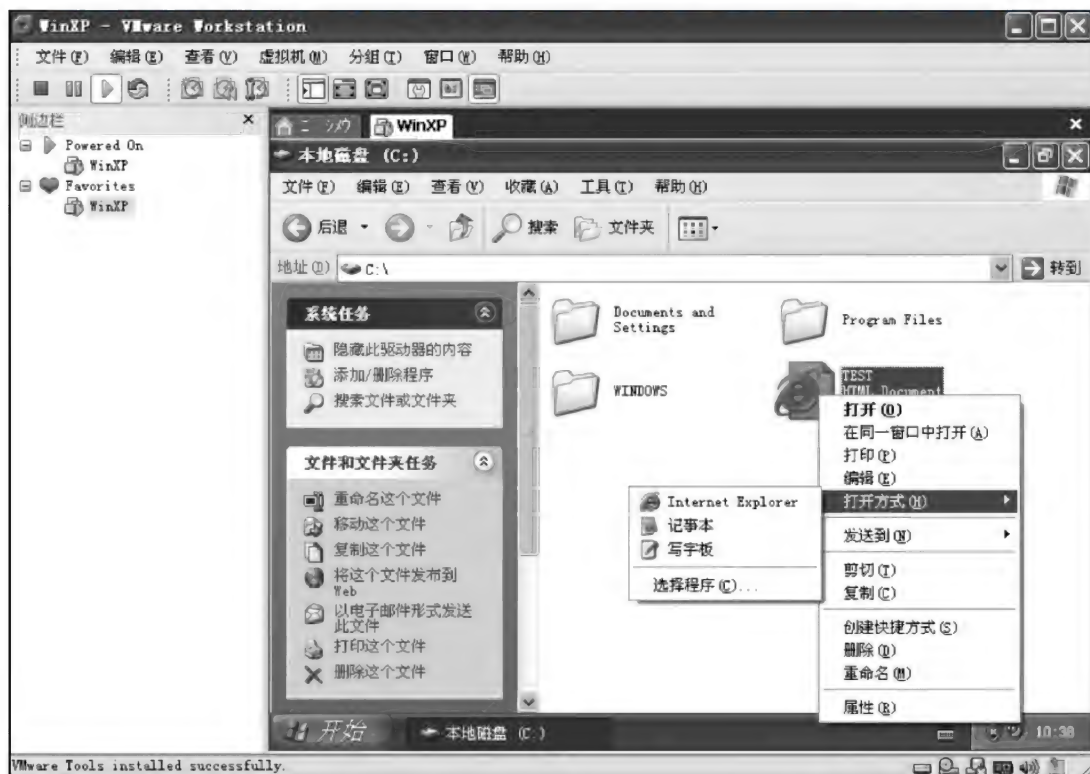 WinXP - VMware Workstation
文件(F) 编辑(E) 查看(V) 虚拟机(M) 分组(T) 窗口(W) 帮助(H)
侧边栏
Powered On
WinXP
Favorites
WinXP
WinXP
本地磁盘 (C:)
文件(F) 编辑(E) 查看(V) 收藏(A) 工具(T) 帮助(H)
后退 搜索 文件夹
地址(D) C:\ 转到
系统任务
隐藏此驱动器的内容
添加/删除程序
搜索文件或文件夹
文件和文件夹任务
重命名这个文件
移动这个文件
复制这个文件
将这个文件发布到
Web
以电子邮件形式发送
此文件
打印这个文件
删除这个文件
Documents and
Settings
Program Files
WINDOWS
TEST
HTML Document
打开(O)
在同一窗口中打开(A)
打印(P)
编辑(E)
打开方式(H)
发送到(N)
剪切(T)
复制(C)
创建快捷方式(S)
删除(D)
重命名(M)
属性(R)
Internet Explorer
记事本
写字板
选择程序(C)...
开始 本地磁盘 (C:) 10:38
VMware Tools installed successfully.